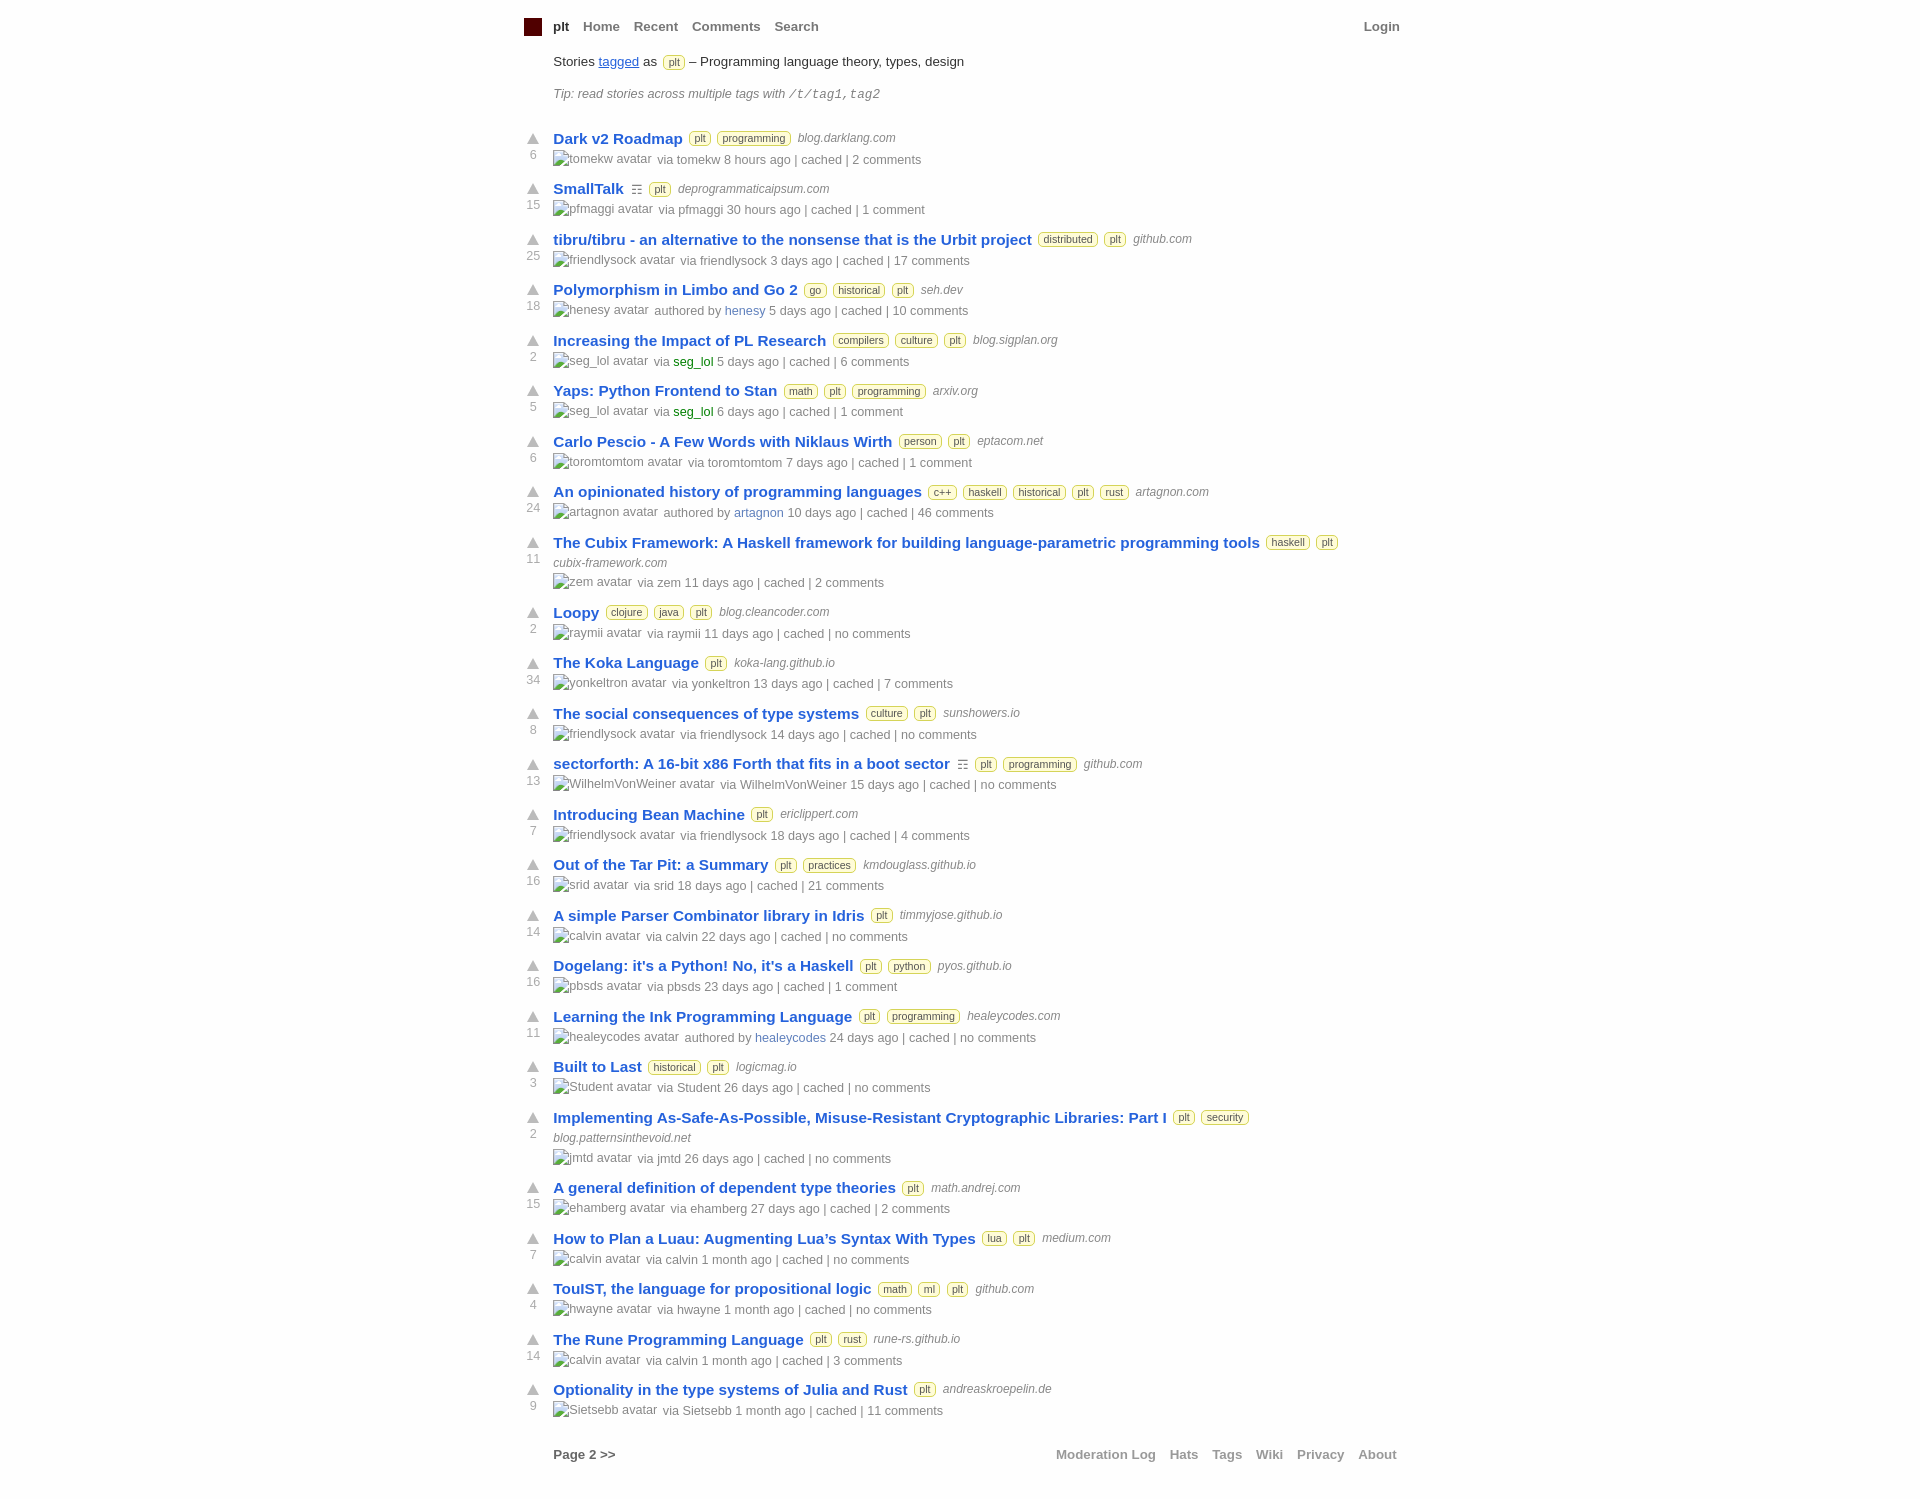 plt Home Recent Comments Search Login
Stories tagged as plt – Programming language theory, types, design
Tip: read stories across multiple tags with /t/tag1,tag2
Dark v2 Roadmap plt programming blog.darklang.com
6
tomekw avatar via tomekw 8 hours ago | cached | 2 comments
SmallTalk ☶ plt deprogrammaticaipsum.com
15
pfmaggi avatar via pfmaggi 30 hours ago | cached | 1 comment
tibru/tibru - an alternative to the nonsense that is the Urbit project distributed plt github.com
25
friendlysock avatar via friendlysock 3 days ago | cached | 17 comments
Polymorphism in Limbo and Go 2 go historical plt seh.dev
18
henesy avatar authored by henesy 5 days ago | cached | 10 comments
Increasing the Impact of PL Research compilers culture plt blog.sigplan.org
2
seg_lol avatar via seg_lol 5 days ago | cached | 6 comments
Yaps: Python Frontend to Stan math plt programming arxiv.org
5
seg_lol avatar via seg_lol 6 days ago | cached | 1 comment
Carlo Pescio - A Few Words with Niklaus Wirth person plt eptacom.net
6
toromtomtom avatar via toromtomtom 7 days ago | cached | 1 comment
An opinionated history of programming languages c++ haskell historical plt rust artagnon.com
24
artagnon avatar authored by artagnon 10 days ago | cached | 46 comments
The Cubix Framework: A Haskell framework for building language-parametric programming tools haskell plt
11
cubix-framework.com
zem avatar via zem 11 days ago | cached | 2 comments
Loopy clojure java plt blog.cleancoder.com
2
raymii avatar via raymii 11 days ago | cached | no comments
The Koka Language plt koka-lang.github.io
34
yonkeltron avatar via yonkeltron 13 days ago | cached | 7 comments
The social consequences of type systems culture plt sunshowers.io
8
friendlysock avatar via friendlysock 14 days ago | cached | no comments
sectorforth: A 16-bit x86 Forth that fits in a boot sector ☶ plt programming github.com
13
WilhelmVonWeiner avatar via WilhelmVonWeiner 15 days ago | cached | no comments
Introducing Bean Machine plt ericlippert.com
7
friendlysock avatar via friendlysock 18 days ago | cached | 4 comments
Out of the Tar Pit: a Summary plt practices kmdouglass.github.io
16
srid avatar via srid 18 days ago | cached | 21 comments
A simple Parser Combinator library in Idris plt timmyjose.github.io
14
calvin avatar via calvin 22 days ago | cached | no comments
Dogelang: it's a Python! No, it's a Haskell plt python pyos.github.io
16
pbsds avatar via pbsds 23 days ago | cached | 1 comment
Learning the Ink Programming Language plt programming healeycodes.com
11
healeycodes avatar authored by healeycodes 24 days ago | cached | no comments
Built to Last historical plt logicmag.io
3
Student avatar via Student 26 days ago | cached | no comments
Implementing As-Safe-As-Possible, Misuse-Resistant Cryptographic Libraries: Part I plt security
2
blog.patternsinthevoid.net
jmtd avatar via jmtd 26 days ago | cached | no comments
A general definition of dependent type theories plt math.andrej.com
15
ehamberg avatar via ehamberg 27 days ago | cached | 2 comments
How to Plan a Luau: Augmenting Lua’s Syntax With Types lua plt medium.com
7
calvin avatar via calvin 1 month ago | cached | no comments
TouIST, the language for propositional logic math ml plt github.com
4
hwayne avatar via hwayne 1 month ago | cached | no comments
The Rune Programming Language plt rust rune-rs.github.io
14
calvin avatar via calvin 1 month ago | cached | 3 comments
Optionality in the type systems of Julia and Rust plt andreaskroepelin.de
9
Sietsebb avatar via Sietsebb 1 month ago | cached | 11 comments
Page 2 >> Moderation Log Hats Tags Wiki Privacy About